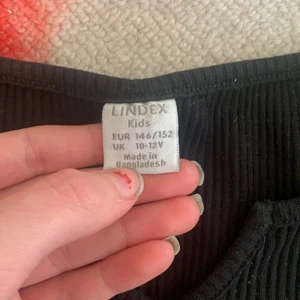 LINDEX
Kids
EUR 146/152
UK 10-12Y
Made in
Bangladesh